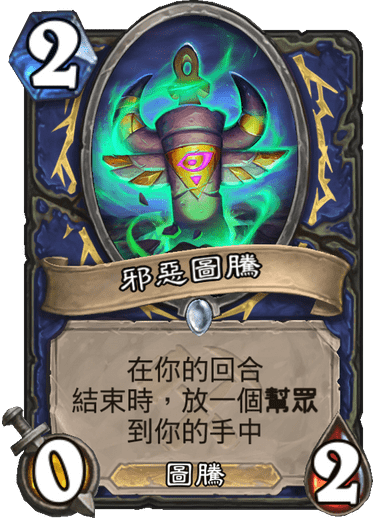 2
邪惡圖騰
在你的回合
結束時，放一個幫眾
到你的手中
0
圖騰
2